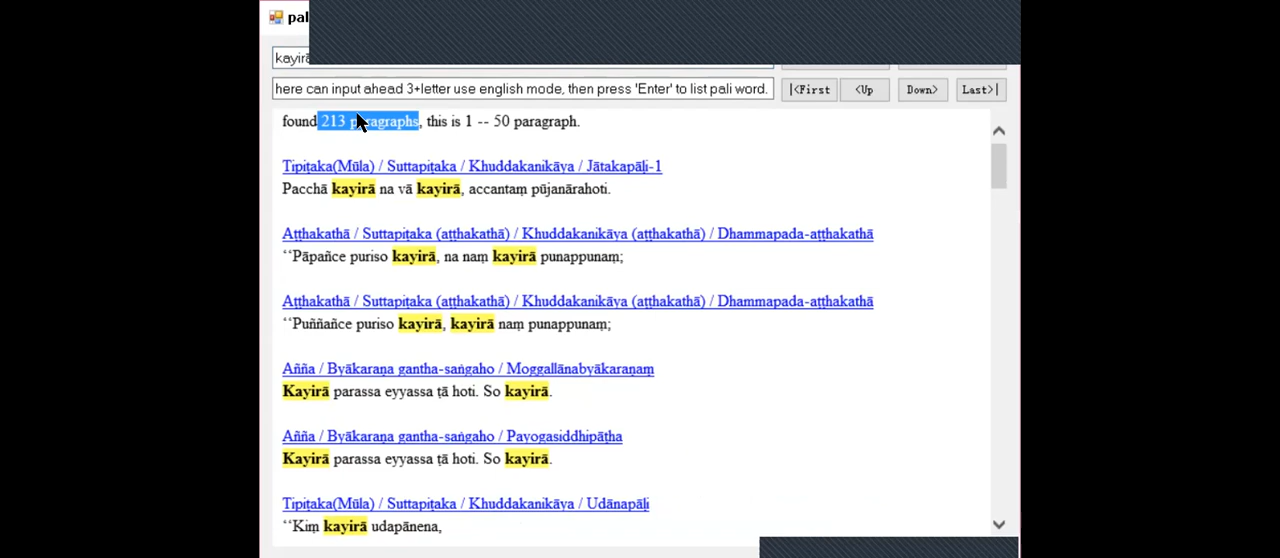 pali
kayirā
here can input ahead 3+letter use english mode, then press 'Enter' to list pali word.
|<First <Up Down> Last>|
found 213 paragraphs, this is 1 -- 50 paragraph.
Tipiṭaka(Mūla) / Suttapiṭaka / Khuddakanikāya / Jātakapāḷi-1
Pacchā kayirā na vā kayirā, accantaṃ pūjanārahoti.
Aṭṭhakathā / Suttapiṭaka (aṭṭhakathā) / Khuddakanikāya (aṭṭhakathā) / Dhammapada-aṭṭhakathā
‘‘Pāpañce puriso kayirā, na naṃ kayirā punappunaṃ;
Aṭṭhakathā / Suttapiṭaka (aṭṭhakathā) / Khuddakanikāya (aṭṭhakathā) / Dhammapada-aṭṭhakathā
‘‘Puññañce puriso kayirā, kayirā naṃ punappunaṃ;
Añña / Byākaraṇa gantha-saṅgaho / Moggallānabyākaraṇaṃ
Kayirā parassa eyyassa ṭā hoti. So kayirā.
Añña / Byākaraṇa gantha-saṅgaho / Payogasiddhipāṭha
Kayirā parassa eyyassa ṭā hoti. So kayirā.
Tipiṭaka(Mūla) / Suttapiṭaka / Khuddakanikāya / Udānapāḷi
‘‘Kiṃ kayirā udapānena,